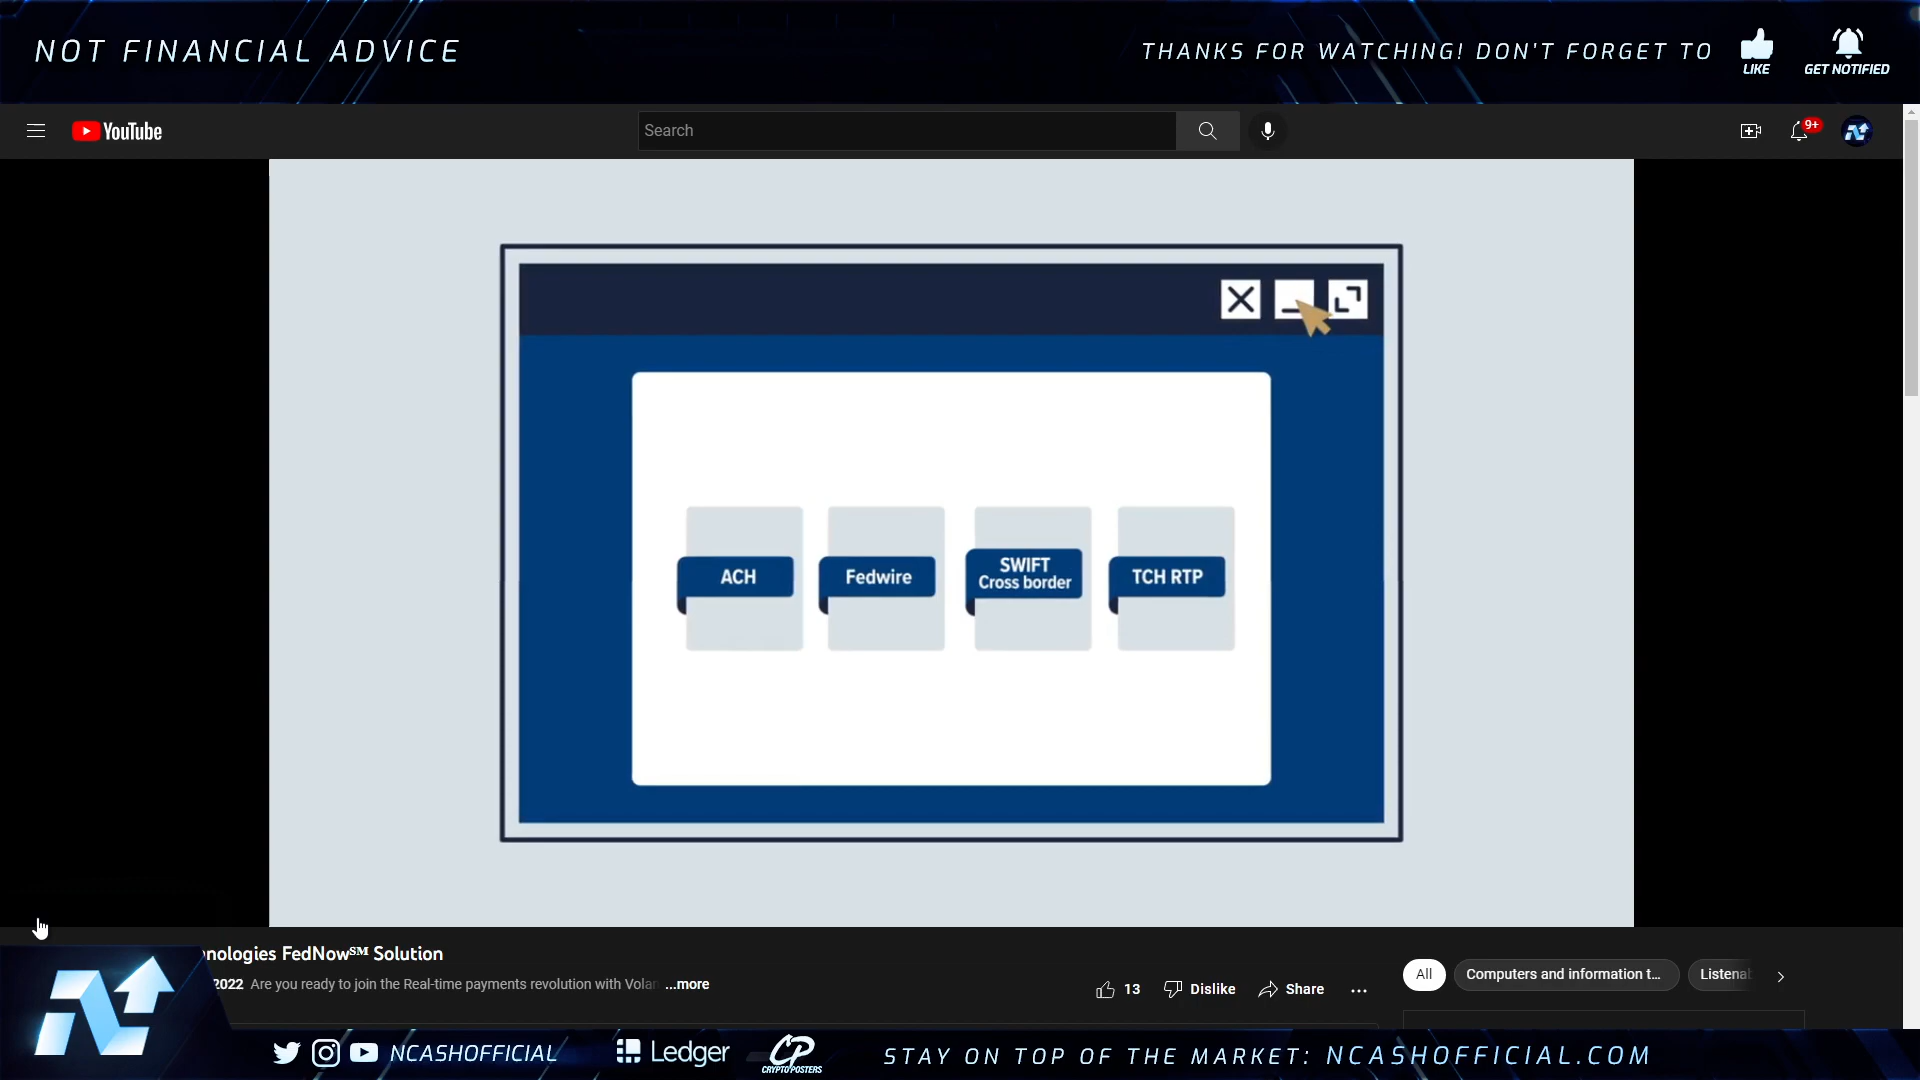 NOT FINANCIAL ADVICE
THANKS FOR WATCHING! DON'T FORGET TO
LIKE
GET NOTIFIED
YouTube
Search
9+
ACH
Fedwire
SWIFT
Cross border
TCH RTP
nologies FedNow℠ Solution
2022 Are you ready to join the Real-time payments revolution with Volan ...more
13
Dislike
Share
All
Computers and information t...
Listenab
NCASHOFFICIAL
Ledger
CP
CRYPTO POSTERS
STAY ON TOP OF THE MARKET: NCASHOFFICIAL.COM